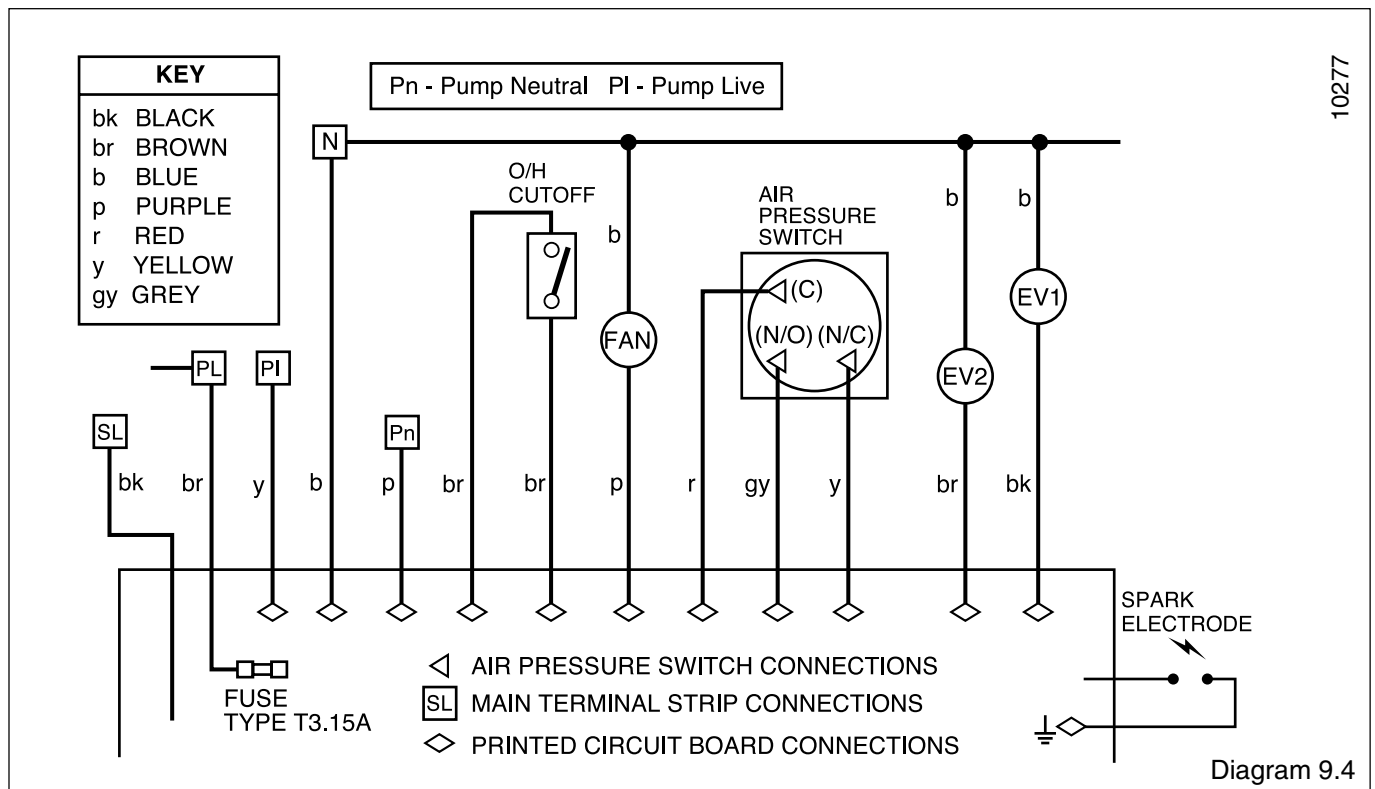 KEY
bk BLACK
br BROWN
b BLUE
p PURPLE
r RED
y YELLOW
gy GREY
Pn - Pump Neutral Pl - Pump Live
10277
N
O/H
CUTOFF
AIR
PRESSURE
SWITCH
b
b
b
(C)
(N/O) (N/C)
FAN
EV1
EV2
PL
Pl
SL
Pn
bk
br
y
b
p
br
br
p
r
gy
y
br
bk
FUSE
TYPE T3.15A
AIR PRESSURE SWITCH CONNECTIONS
SL MAIN TERMINAL STRIP CONNECTIONS
PRINTED CIRCUIT BOARD CONNECTIONS
SPARK
ELECTRODE
Diagram 9.4